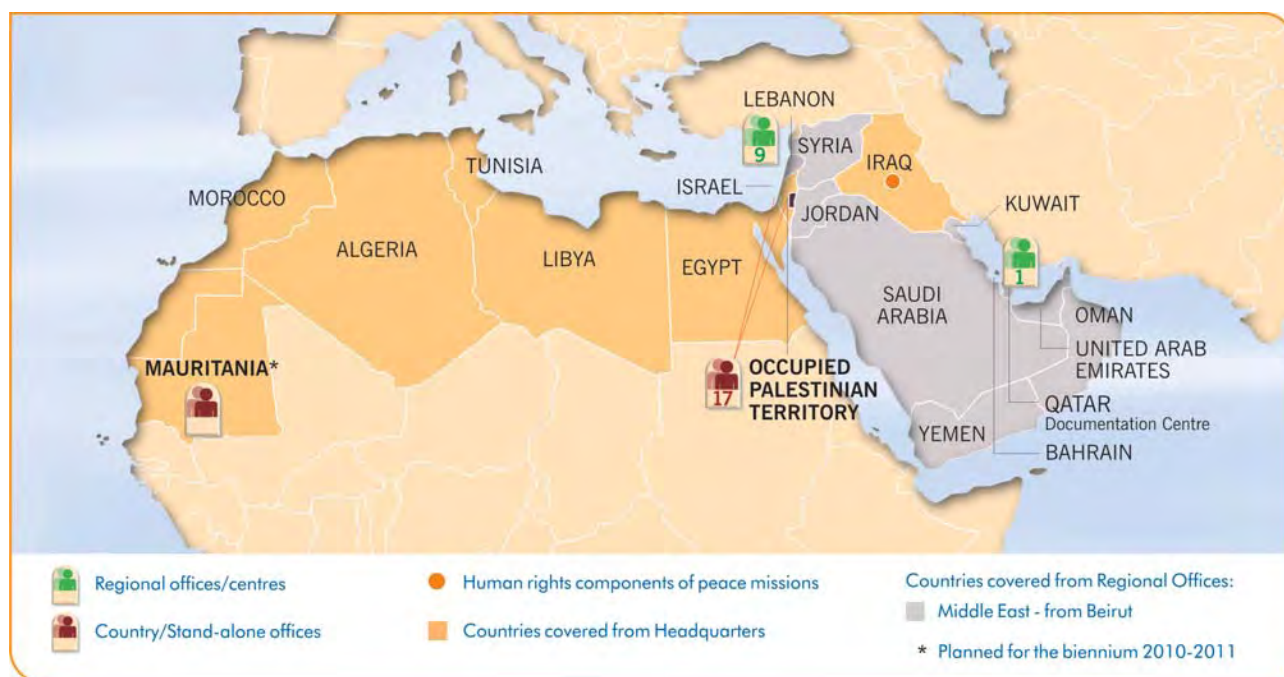 LEBANON
9
SYRIA
TUNISIA
IRAQ
ISRAEL
MOROCCO
KUWAIT
JORDAN
ALGERIA
LIBYA
EGYPT
1
SAUDI
ARABIA
OMAN
MAURITANIA*
17
OCCUPIED
PALESTINIAN
TERRITORY
UNITED ARAB
EMIRATES
QATAR
Documentation Centre
YEMEN
BAHRAIN
Regional offices/centres
Country/Stand-alone offices
Human rights components of peace missions
Countries covered from Headquarters
Countries covered from Regional Offices:
Middle East - from Beirut
* Planned for the biennium 2010-2011